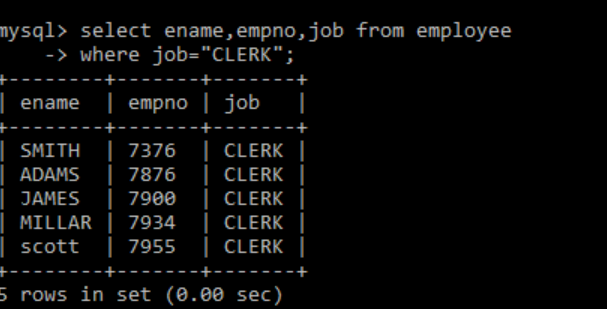 mysql> select ename,empno,job from employee
    -> where job="CLERK";
+--------+-------+-------+
| ename  | empno | job   |
+--------+-------+-------+
| SMITH  | 7376  | CLERK |
| ADAMS  | 7876  | CLERK |
| JAMES  | 7900  | CLERK |
| MILLAR | 7934  | CLERK |
| scott  | 7955  | CLERK |
+--------+-------+-------+
5 rows in set (0.00 sec)